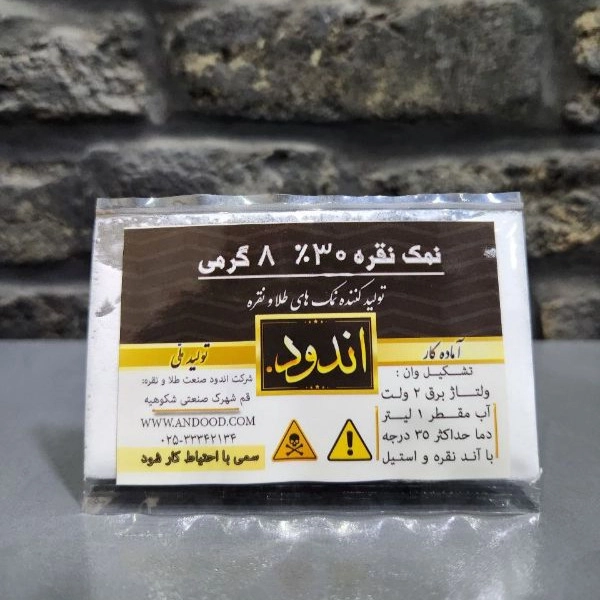 نمک نقره ۳۰٪ ۸ گرمی
تولید کننده نمک های طلا و نقره
آماده کار
اندود.
تولید ملی
تشکیل وان :
ولتاژ برق ۲ ولت
آب مقطر ۱ لیتر
دما حداکثر ۳۵ درجه
با آند نقره و استیل
شرکت اندود صنعت طلا و نقره:
قم شهرک صنعتی شکوهیه
WWW.ANDOOD.COM
۰۲۵-۳۳۳۴۲۱۳۴
سمی با احتیاط کار شود